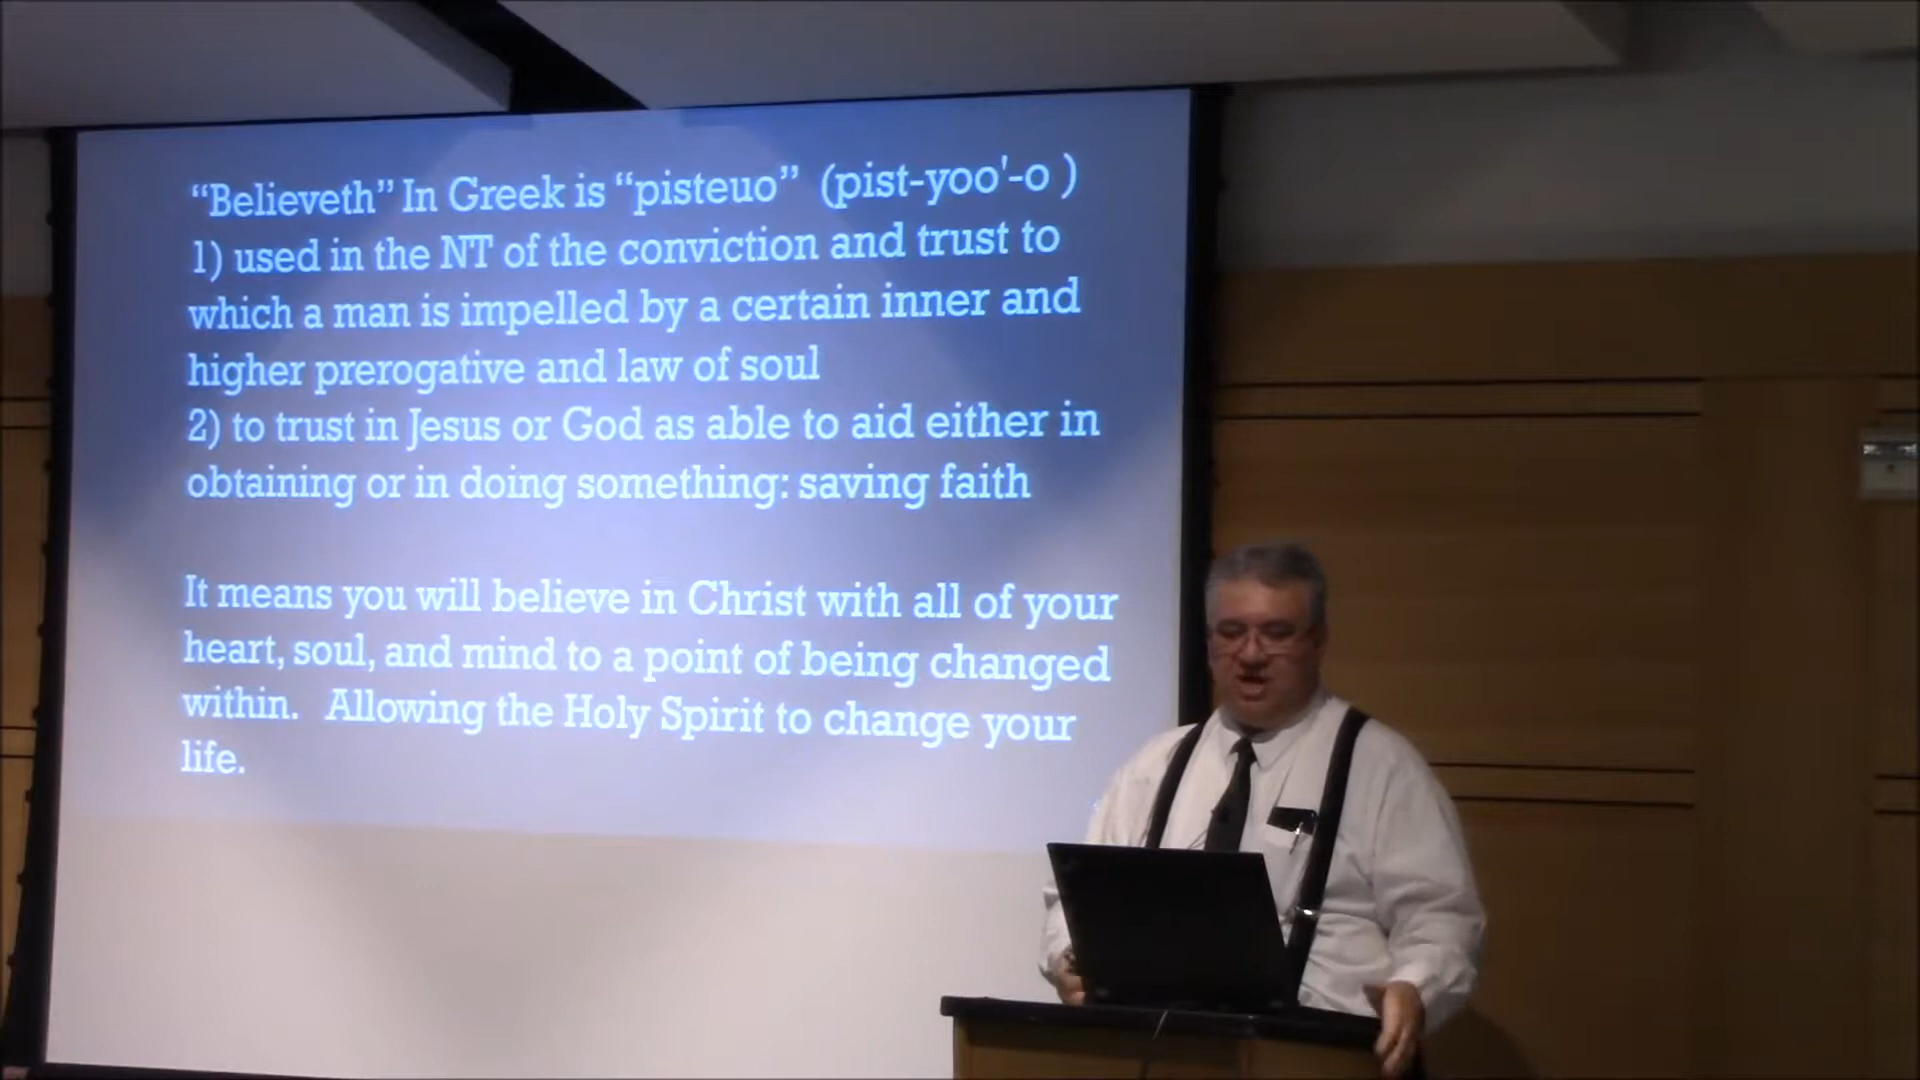 “Believeth” In Greek is “pisteuo” (pist-yoo'-o )
1) used in the NT of the conviction and trust to
which a man is impelled by a certain inner and
higher prerogative and law of soul
2) to trust in Jesus or God as able to aid either in
obtaining or in doing something: saving faith
It means you will believe in Christ with all of your
heart, soul, and mind to a point of being changed
within. Allowing the Holy Spirit to change your
life.